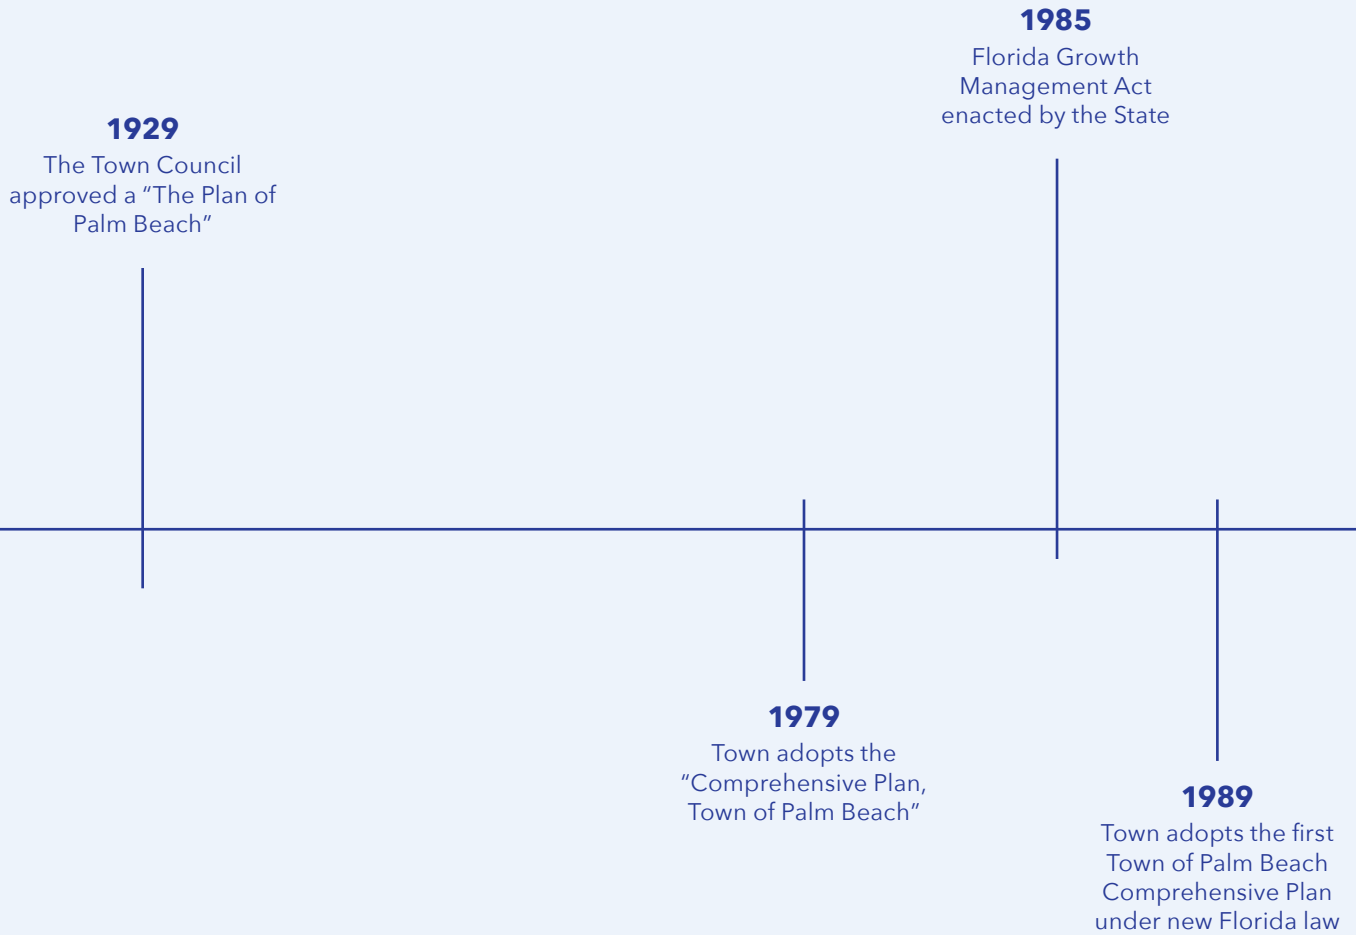 1929
The Town Council
approved a “The Plan of
Palm Beach”
1979
Town adopts the
“Comprehensive Plan,
Town of Palm Beach”
1985
Florida Growth
Management Act
enacted by the State
1989
Town adopts the first
Town of Palm Beach
Comprehensive Plan
under new Florida law